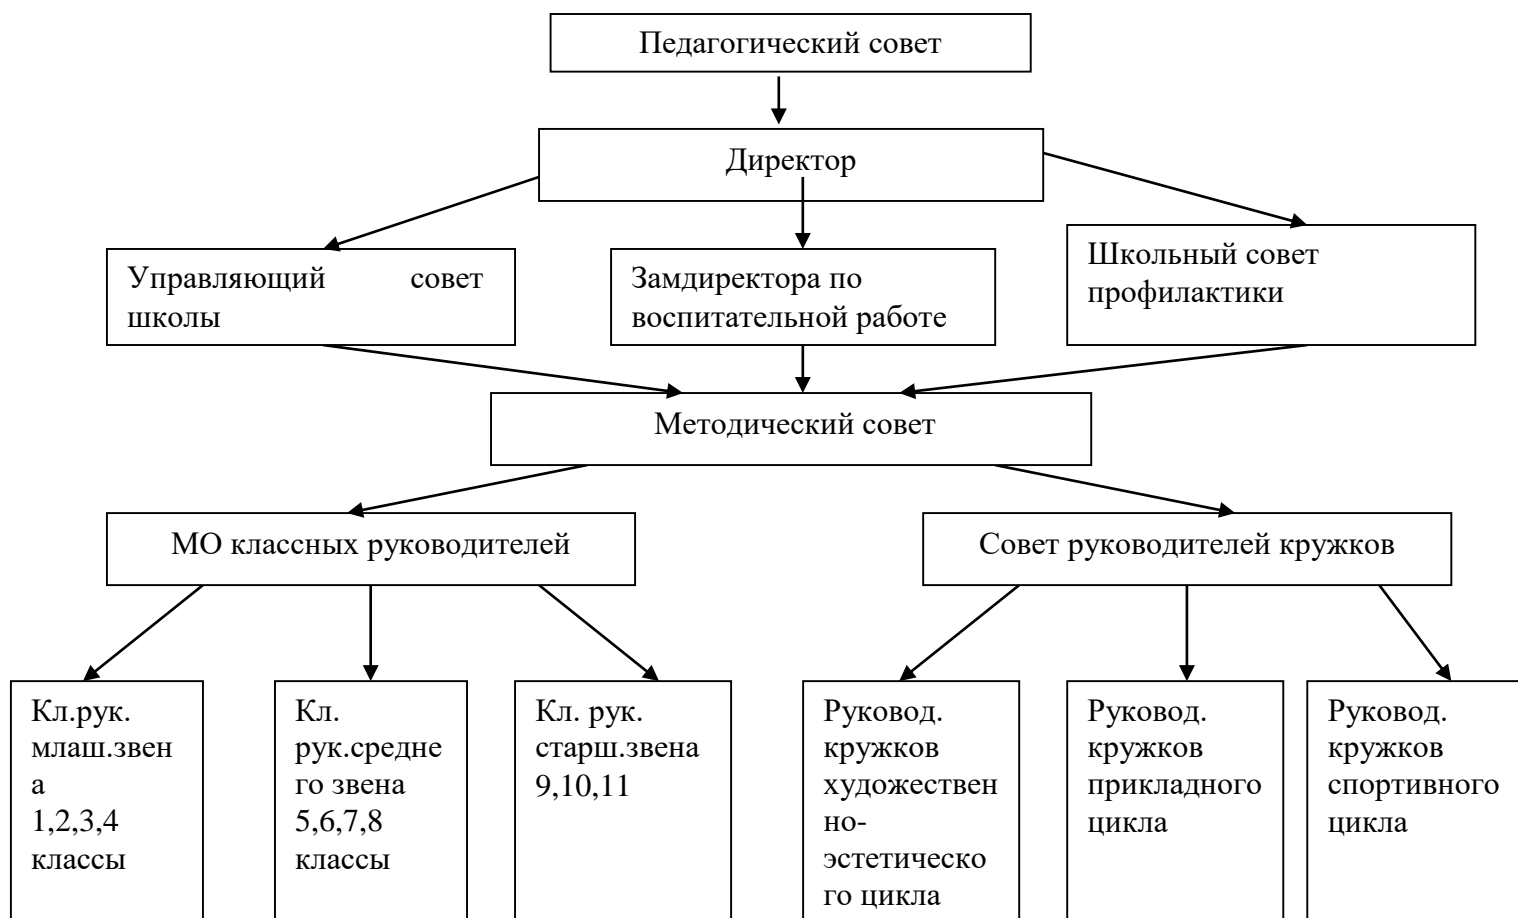 Педагогический совет
Директор
Управляющий совет
школы
Замдиректора по
воспитательной работе
Школьный совет
профилактики
Методический совет
МО классных руководителей
Совет руководителей кружков
Кл.рук.
млаш.звен
а
1,2,3,4
классы
Кл.
рук.средне
го звена
5,6,7,8
классы
Кл. рук.
старш.звена
9,10,11
Руковод.
кружков
художествен
но-
эстетическо
го цикла
Руковод.
кружков
прикладного
цикла
Руковод.
кружков
спортивного
цикла